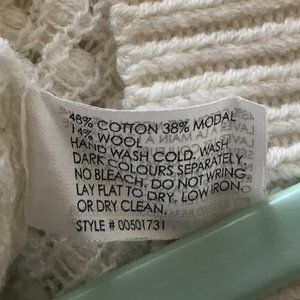 48% COTTON 38% MODAL
14% WOOL
HAND WASH COLD. WASH
DARK COLOURS SEPARATELY.
NO BLEACH, DO NOT WRING.
LAY FLAT TO DRY, LOW IRON,
OR DRY CLEAN,
STYLE # 00501731